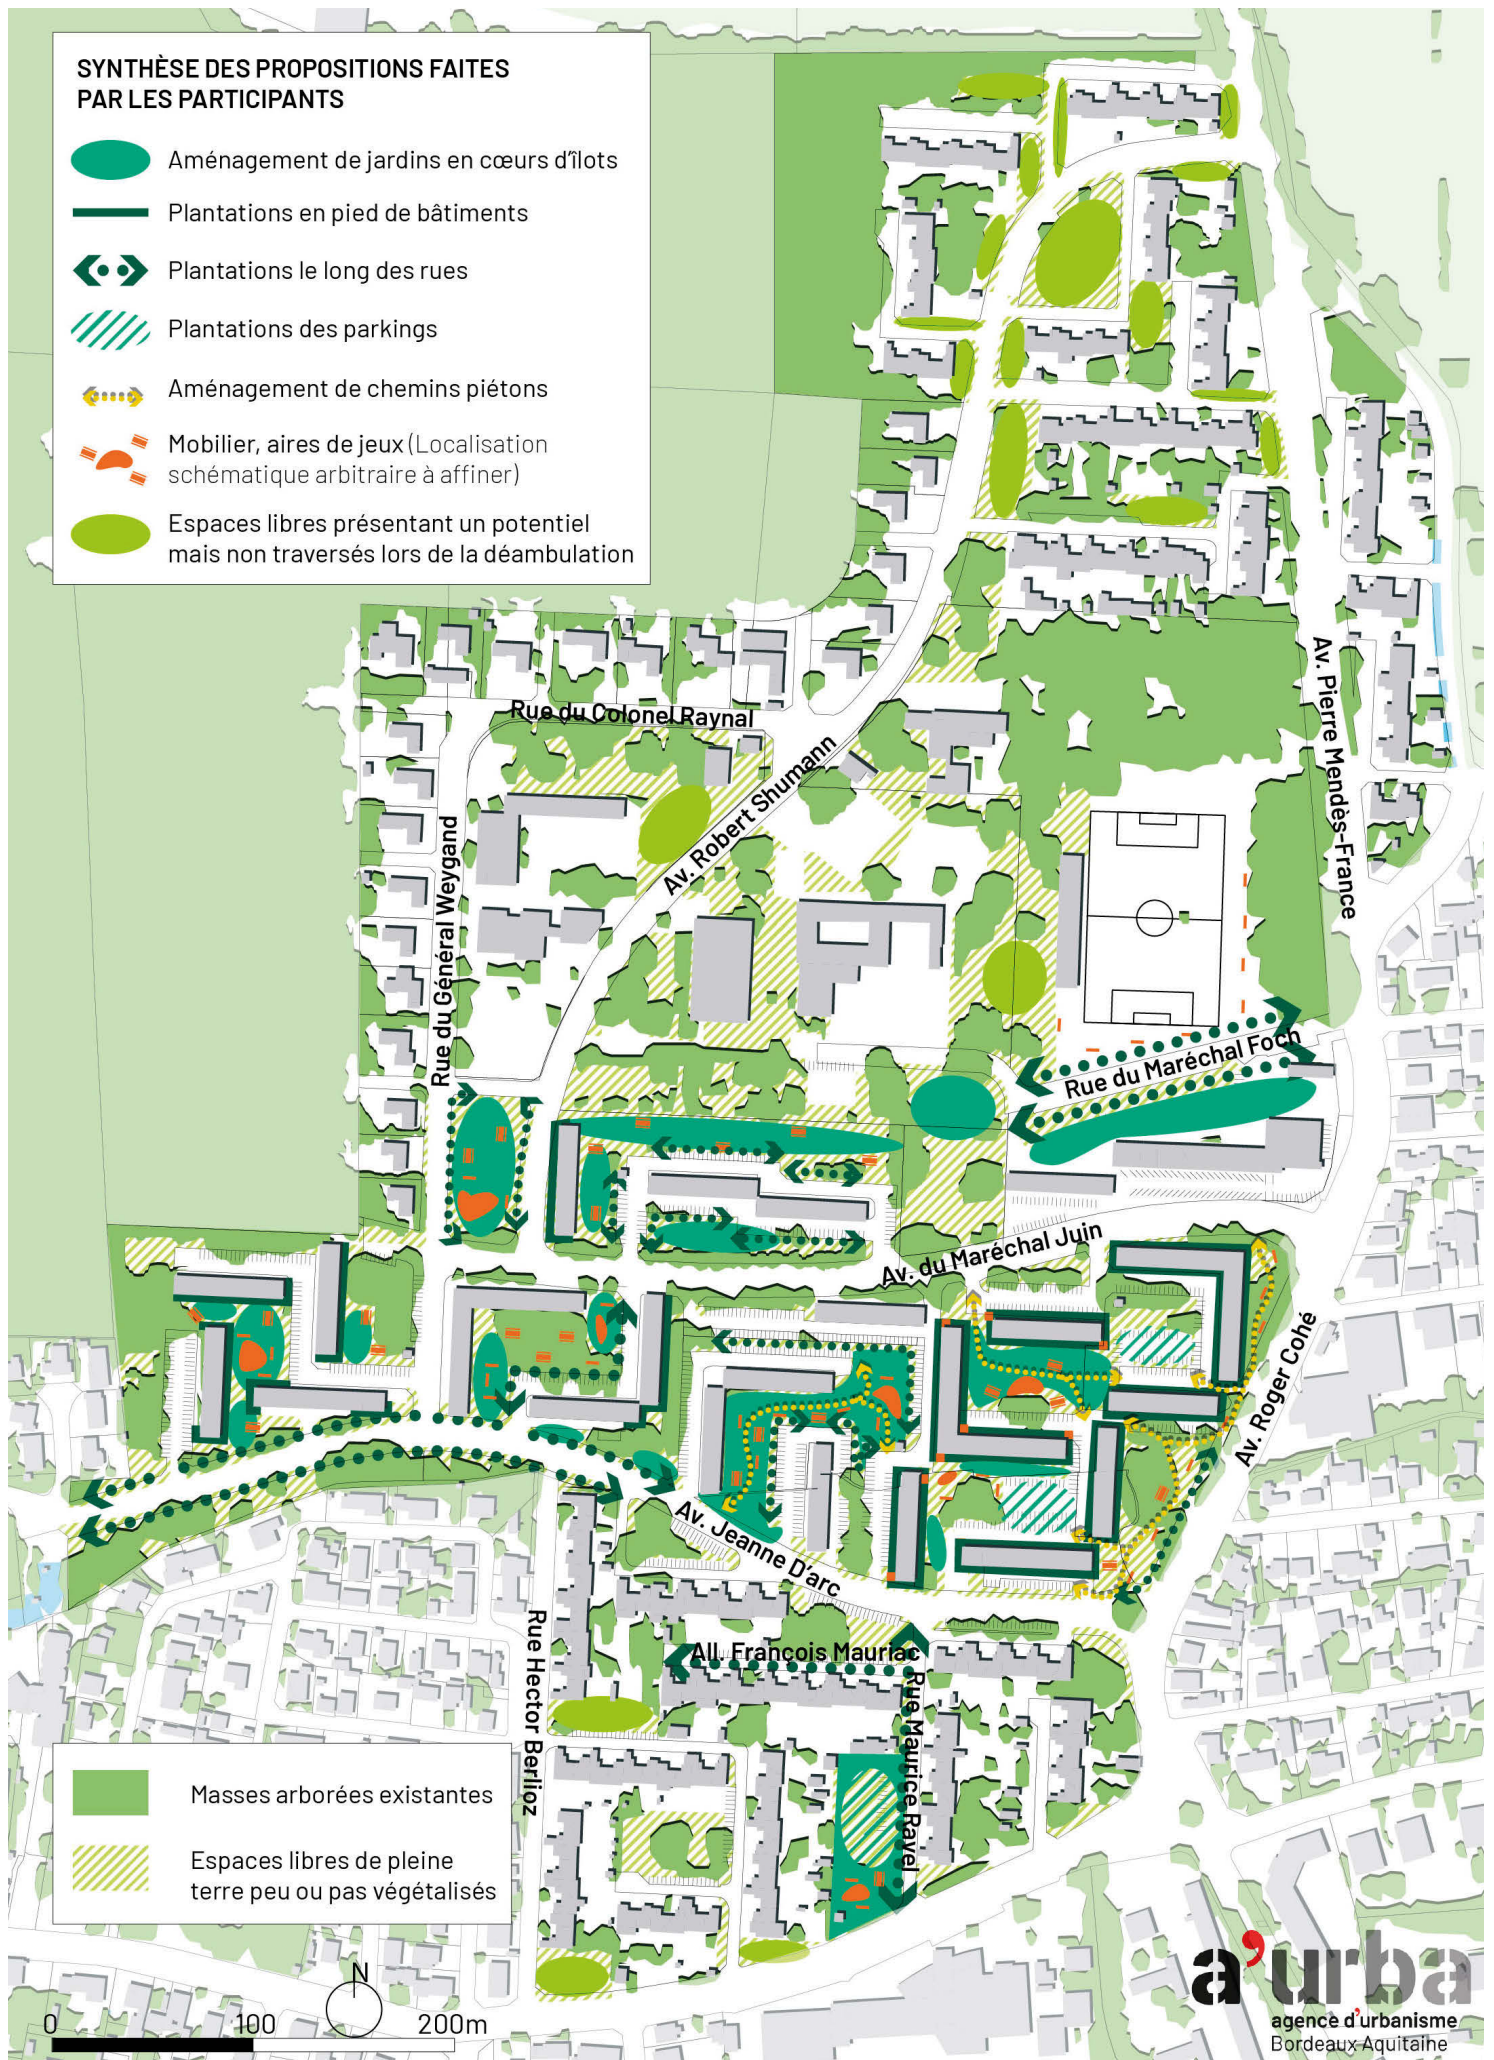 SYNTHÈSE DES PROPOSITIONS FAITES
PAR LES PARTICIPANTS
Aménagement de jardins en cœurs d'îlots
Plantations en pied de bâtiments
Plantations le long des rues
Plantations des parkings
Aménagement de chemins piétons
Mobilier, aires de jeux (Localisation
schématique arbitraire à affiner)
Espaces libres présentant un potentiel
mais non traversés lors de la déambulation
Rue du Colonel Raynal
Av. Robert Shumann
Av. Pierre Mendès-France
Rue du Général Weygand
Rue du Maréchal Foch
Av. du Maréchal Juin
Av. Roger Cohé
Av. Jeanne D'arc
All. François Mauriac
Rue Hector Berlioz
Rue Maurice Ravel
Masses arborées existantes
Espaces libres de pleine
terre peu ou pas végétalisés
N
0 100 200m
a'urba
agence d'urbanisme
Bordeaux Aquitaine